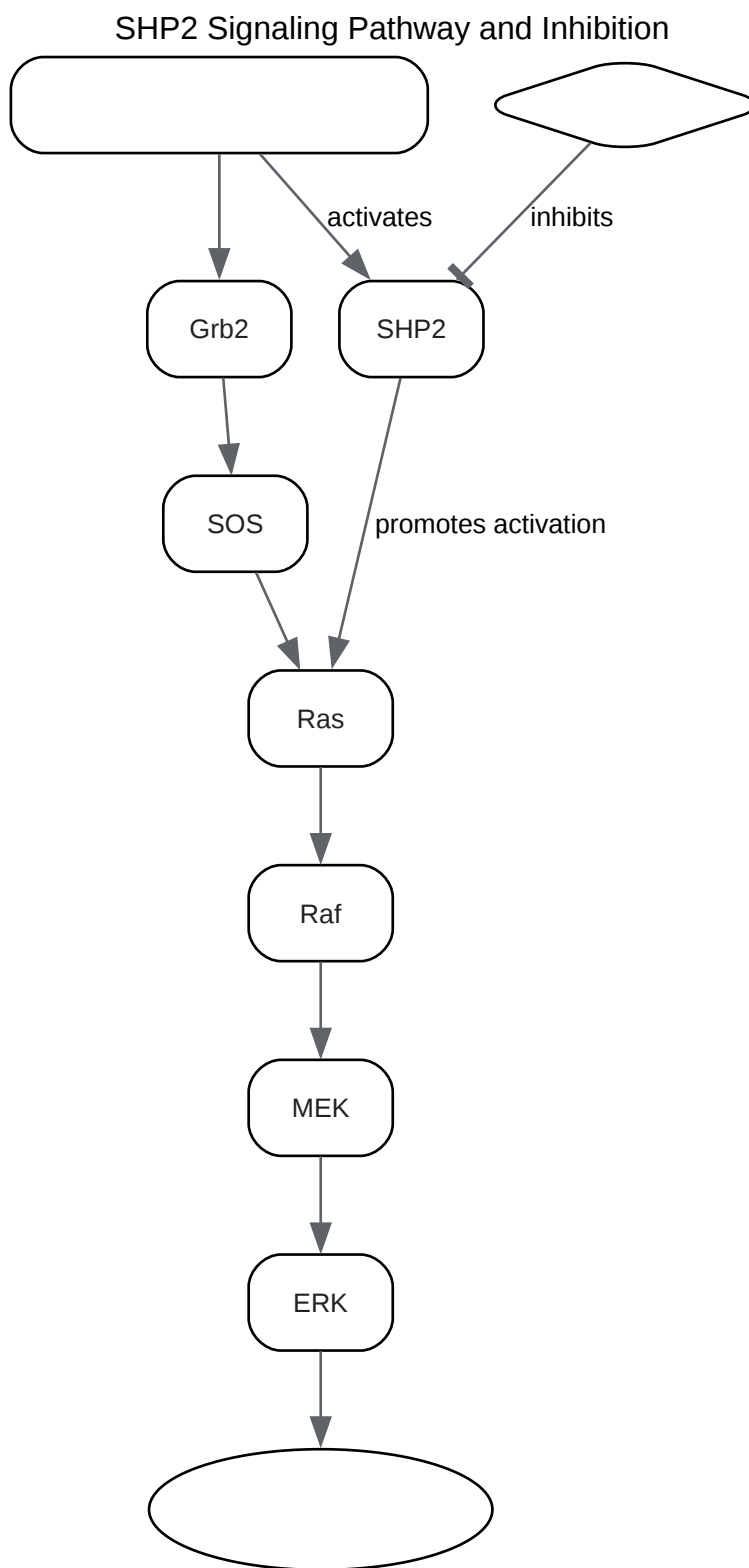 SHP2 Signaling Pathway and Inhibition
activates
inhibits
Grb2
SHP2
SOS
promotes activation
Ras
Raf
MEK
ERK